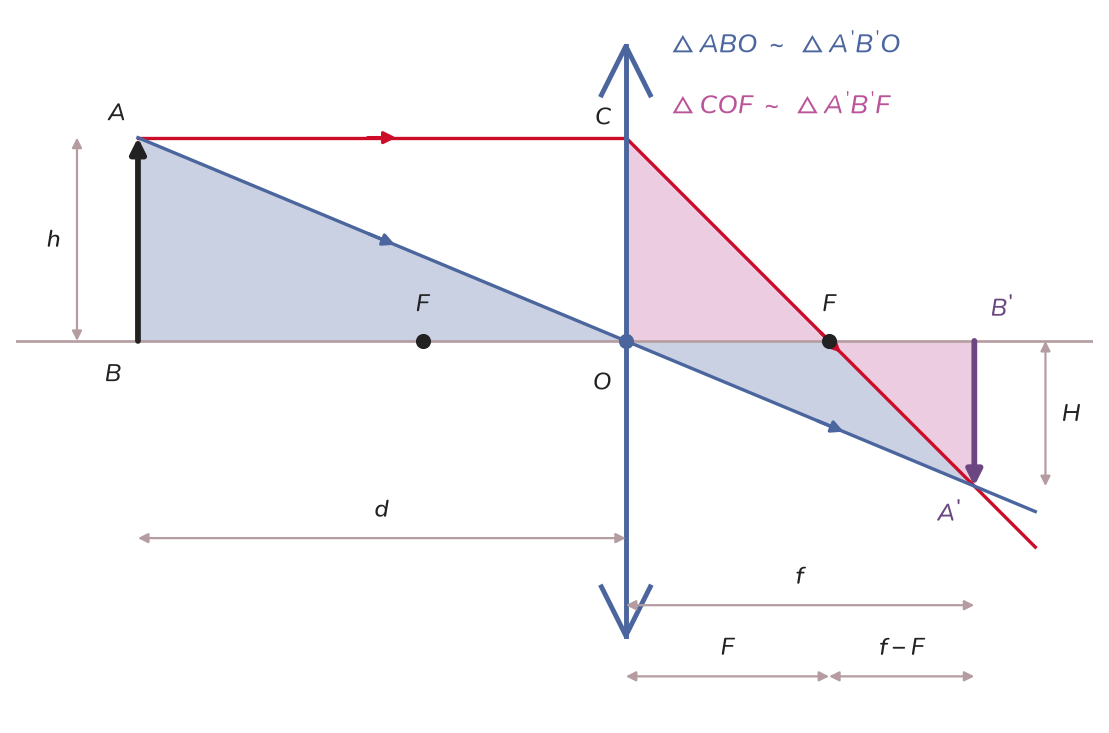 △ ABO ~ △ A'B'O
△ COF ~ △ A'B'F
A
C
h
F
F
B'
B
O
H
A'
d
f
F
f – F